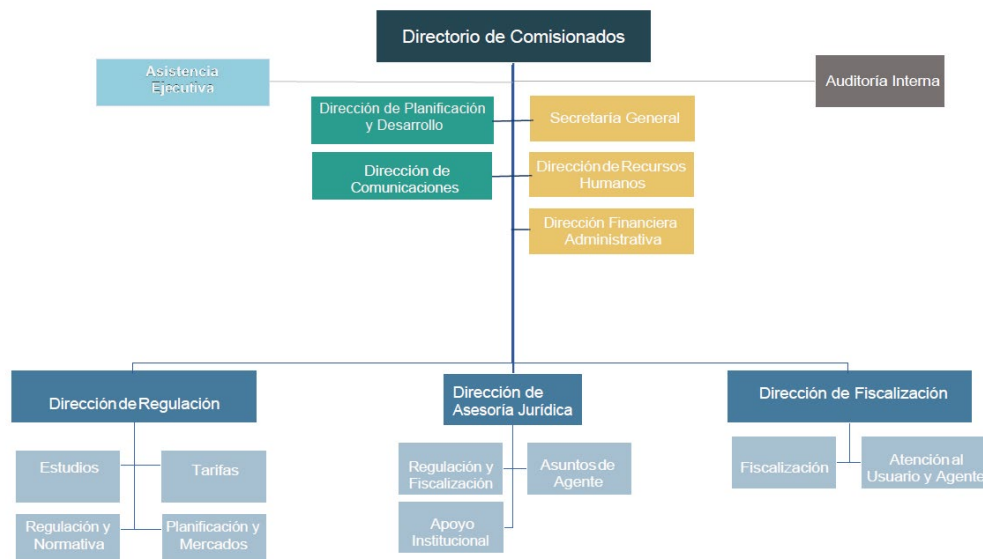 Directorio de Comisionados
Asistencia
Ejecutiva
Auditoría Interna
Dirección de Planificación
y Desarrollo
Secretaría General
Dirección de
Comunicaciones
Dirección de Recursos
Humanos
Dirección Financiera
Administrativa
Dirección de Regulación
Dirección de
Asesoría Jurídica
Dirección de Fiscalización
Estudios
Tarifas
Regulación y
Normativa
Planificación y
Mercados
Regulación y
Fiscalización
Asuntos de
Agente
Apoyo
Institucional
Fiscalización
Atención al
Usuario y Agente